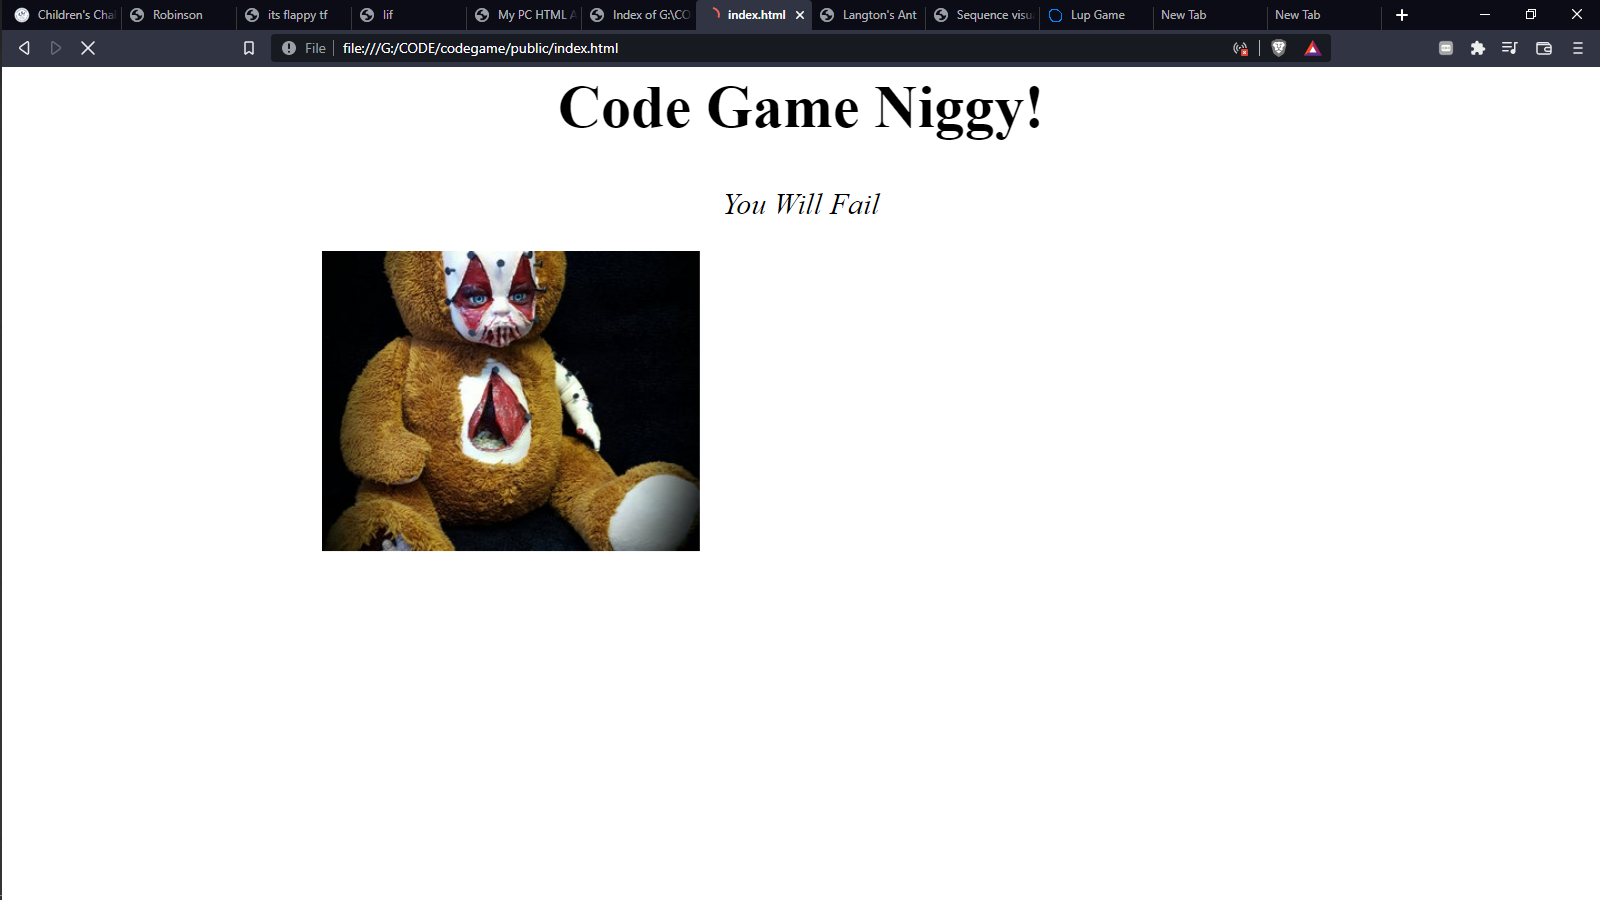 Children's Cha
Robinson
its flappy tf
lif
My PC HTML A
Index of G:\CO
index.html
Langton's Ant
Sequence visu
Lup Game
New Tab
New Tab
File
file:///G:/CODE/codegame/public/index.html
Code Game Niggy!
You Will Fail